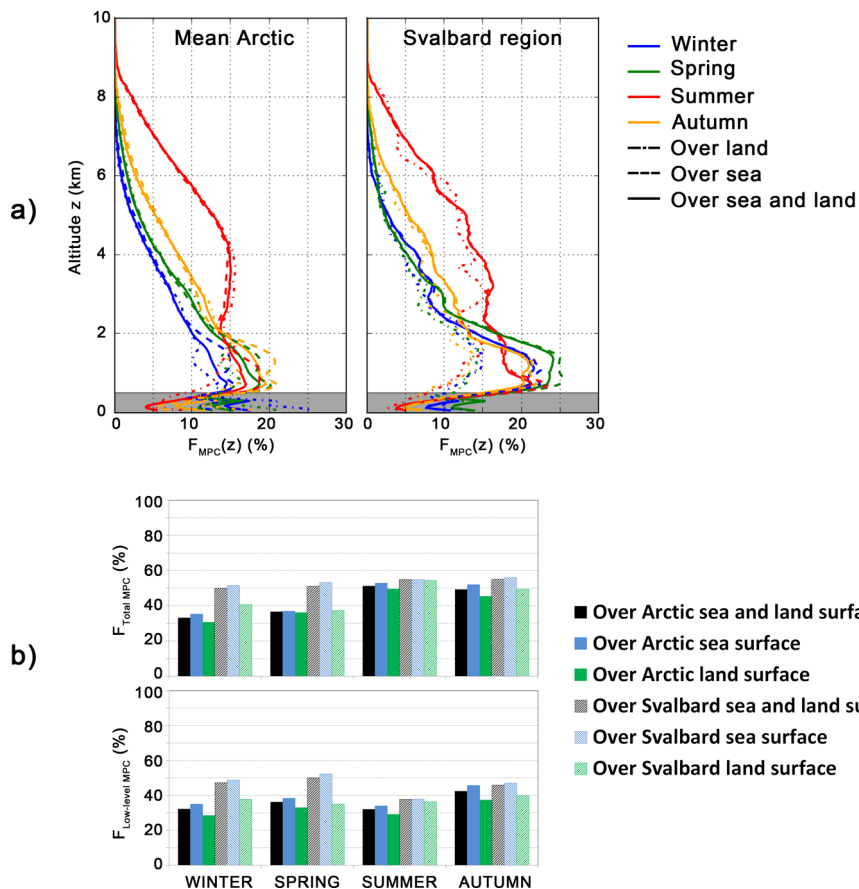 a)
Mean Arctic
Svalbard region
Altitude z (km)
10
8
6
4
2
0
0 10 20 30
0 10 20 30
F MPC (z) (%)
F MPC (z) (%)
Winter
Spring
Summer
Autumn
Over land
Over sea
Over sea and land
b)
F Total MPC (%)
100
80
60
40
20
0
F Low-level MPC (%)
100
80
60
40
20
0
WINTER SPRING SUMMER AUTUMN
Over Arctic sea and land surfa
Over Arctic sea surface
Over Arctic land surface
Over Svalbard sea and land su
Over Svalbard sea surface
Over Svalbard land surface